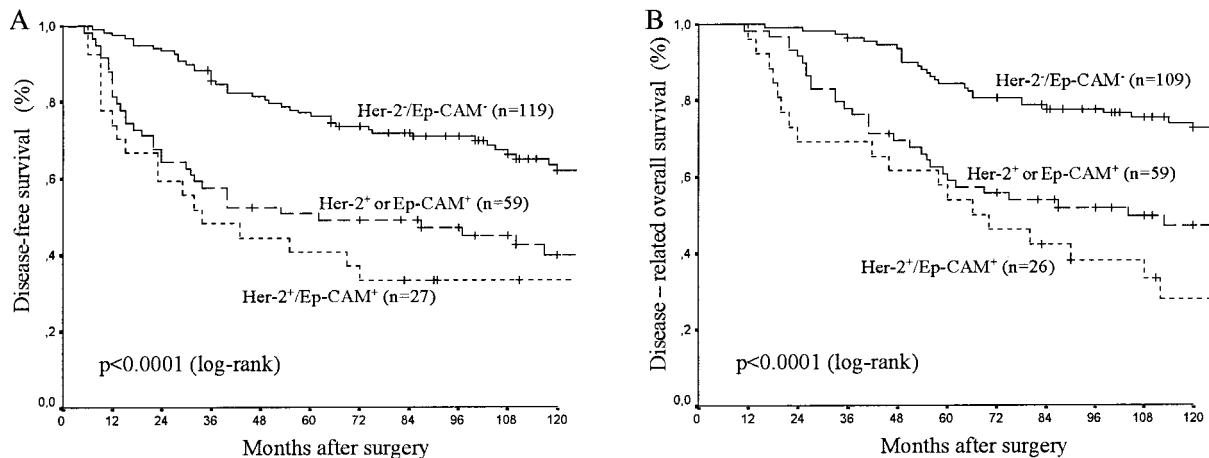 A
Disease-free survival (%)
1,0
,8
,6
,4
,2
0,0
Her-2⁻/Ep-CAM⁻ (n=119)
Her-2⁺ or Ep-CAM⁺ (n=59)
Her-2⁺/Ep-CAM⁺ (n=27)
p<0.0001 (log-rank)
0 12 24 36 48 60 72 84 96 108 120
Months after surgery
B
Disease – related overall survival (%)
1,0
,8
,6
,4
,2
0,0
Her-2⁻/Ep-CAM⁻ (n=109)
Her-2⁺ or Ep-CAM⁺ (n=59)
Her-2⁺/Ep-CAM⁺ (n=26)
p<0.0001 (log-rank)
0 12 24 36 48 60 72 84 96 108 120
Months after surgery